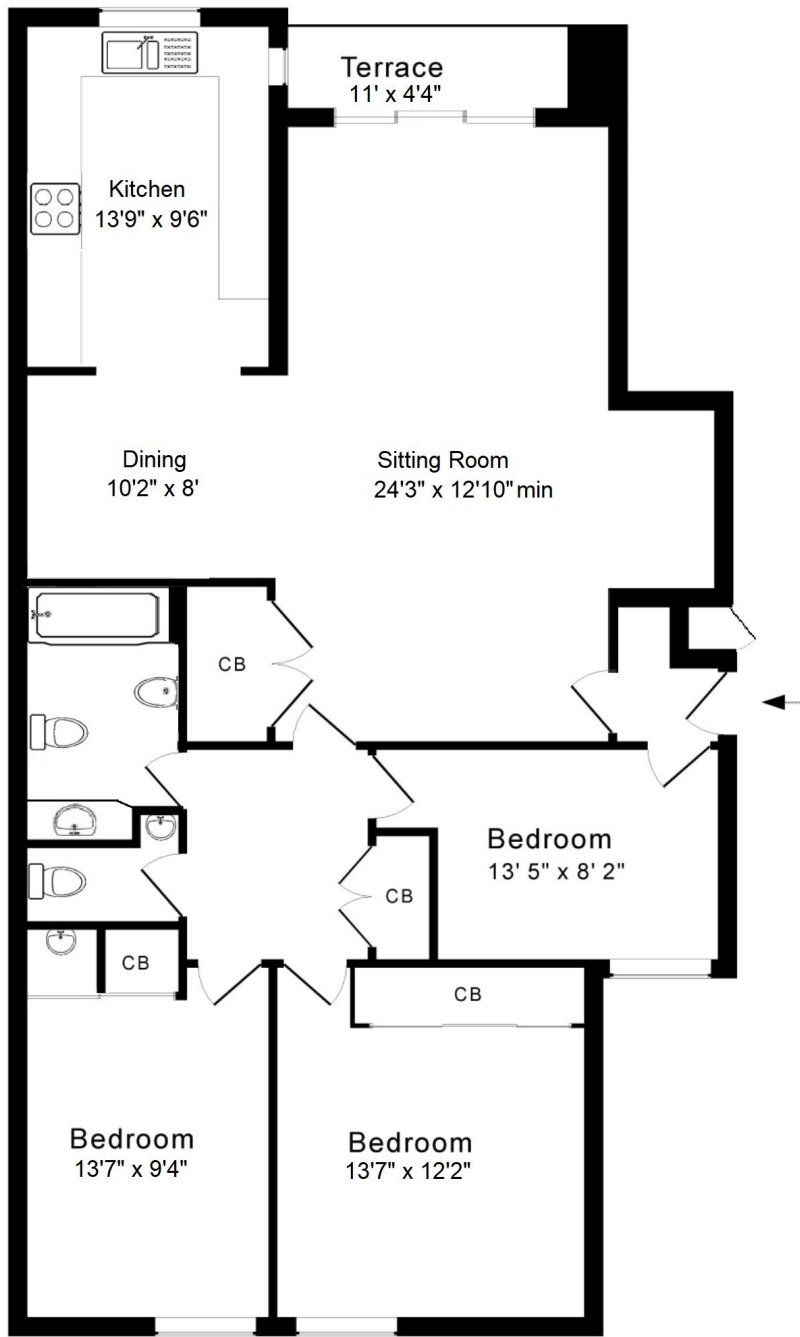 Terrace
11' x 4'4"
Kitchen
13'9" x 9'6"
Dining
10'2" x 8'
Sitting Room
24'3" x 12'10" min
CB
Bedroom
13' 5" x 8' 2"
CB
CB
CB
Bedroom
13'7" x 9'4"
Bedroom
13'7" x 12'2"